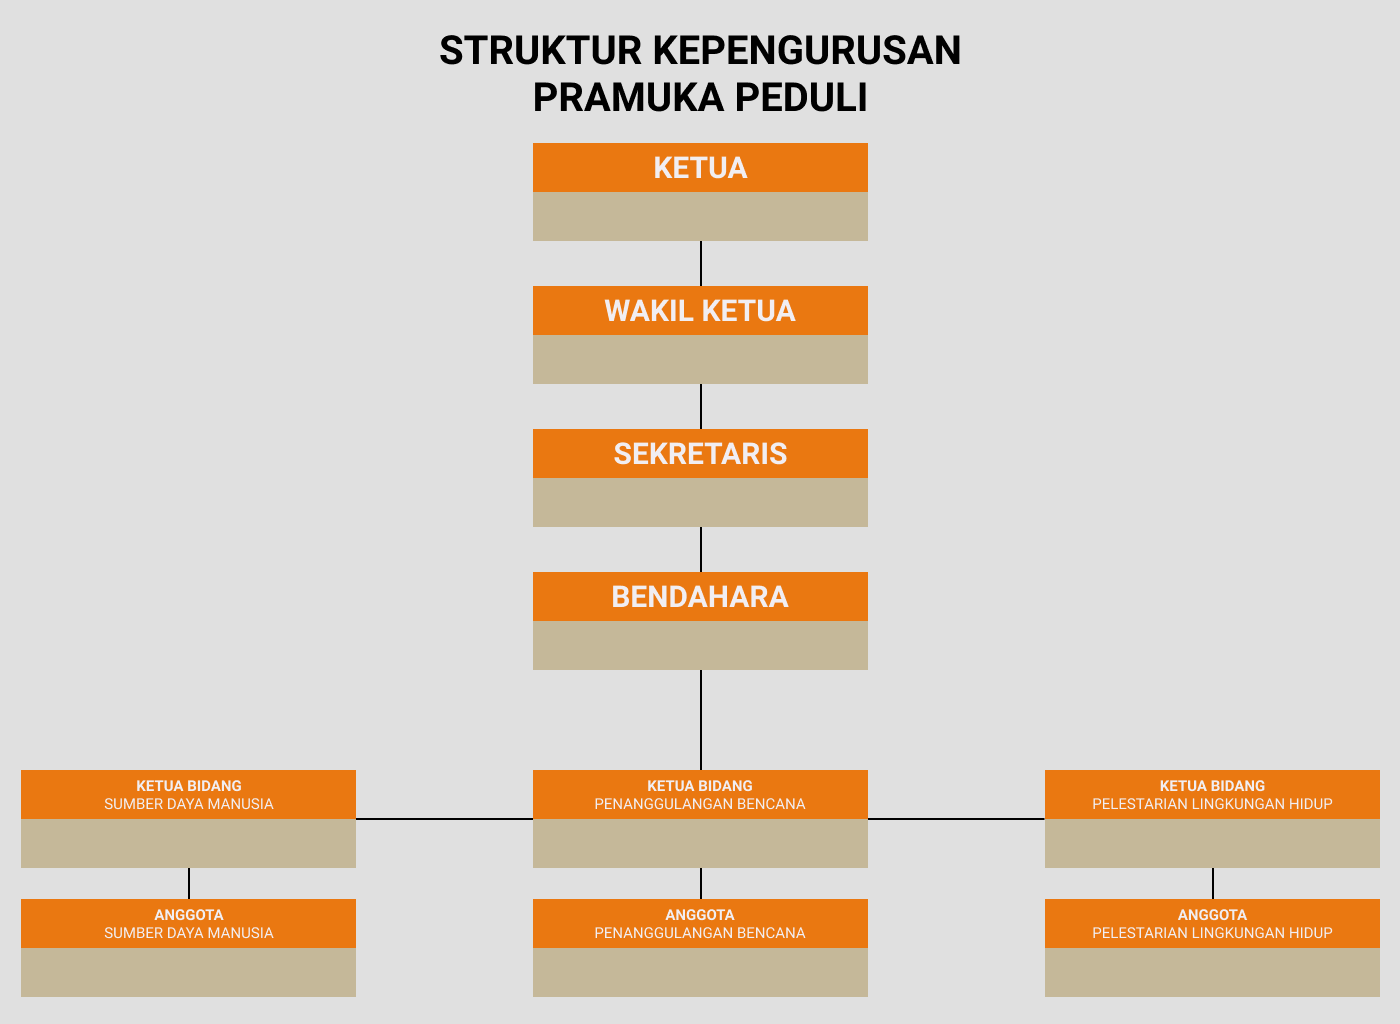 STRUKTUR KEPENGURUSAN
PRAMUKA PEDULI
KETUA
WAKIL KETUA
SEKRETARIS
BENDAHARA
KETUA BIDANG
SUMBER DAYA MANUSIA
KETUA BIDANG
PENANGGULANGAN BENCANA
KETUA BIDANG
PELESTARIAN LINGKUNGAN HIDUP
ANGGOTA
SUMBER DAYA MANUSIA
ANGGOTA
PENANGGULANGAN BENCANA
ANGGOTA
PELESTARIAN LINGKUNGAN HIDUP